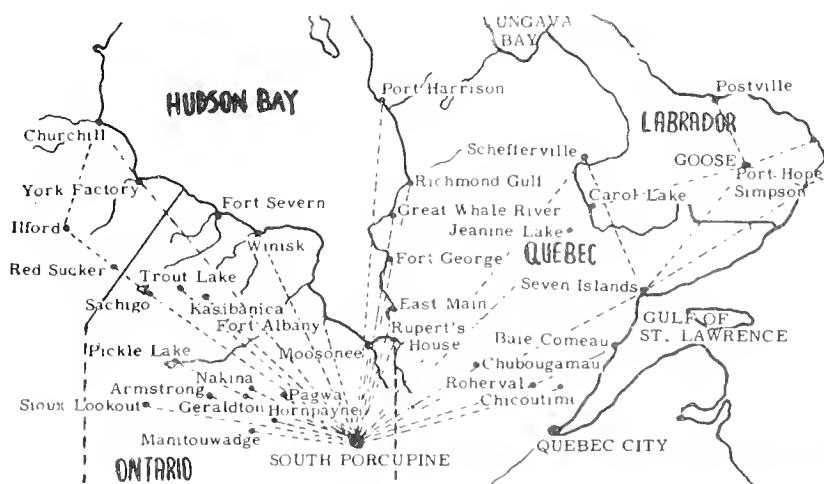 UNGAVA
BAY
Port Harrison
Postville
HUDSON BAY
LABRADOR
Churchill
Schefferville
GOOSE
York Factory
Richmond Gulf
Port Hope
Simpson
Fort Severn
Carol Lake
Great Whale River
Ilford
Winisk
Jeanine Lake
QUEBEC
Red Sucker
Trout Lake
Fort George
Seven Islands
Sachigo
Kasibanica
East Main
Fort Albany
Rupert's
House
GULF OF
ST. LAWRENCE
Baie Comeau
Pickle Lake
Moosonee
Chubougamau
Nakina
Armstrong
Pagwa
Roherval
Sioux Lookout
Geraldton
Hornpayne
Chicoutimi
Manitouwadge
SOUTH PORCUPINE
QUEBEC CITY
ONTARIO